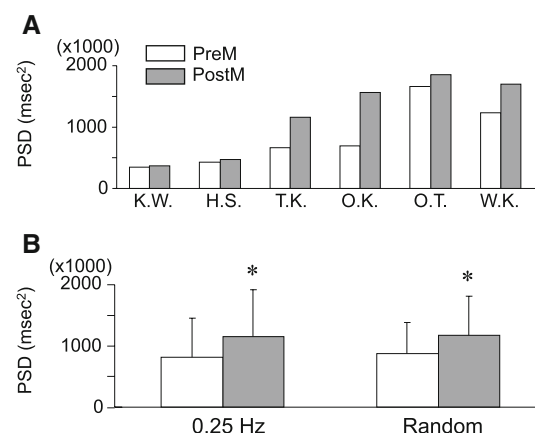 A
(x1000)
PSD (msec²)
2000
1000
0
PreM
PostM
K.W. H.S. T.K. O.K. O.T. W.K.
B
(x1000)
PSD (msec²)
2000
1000
0
* *
0.25 Hz Random